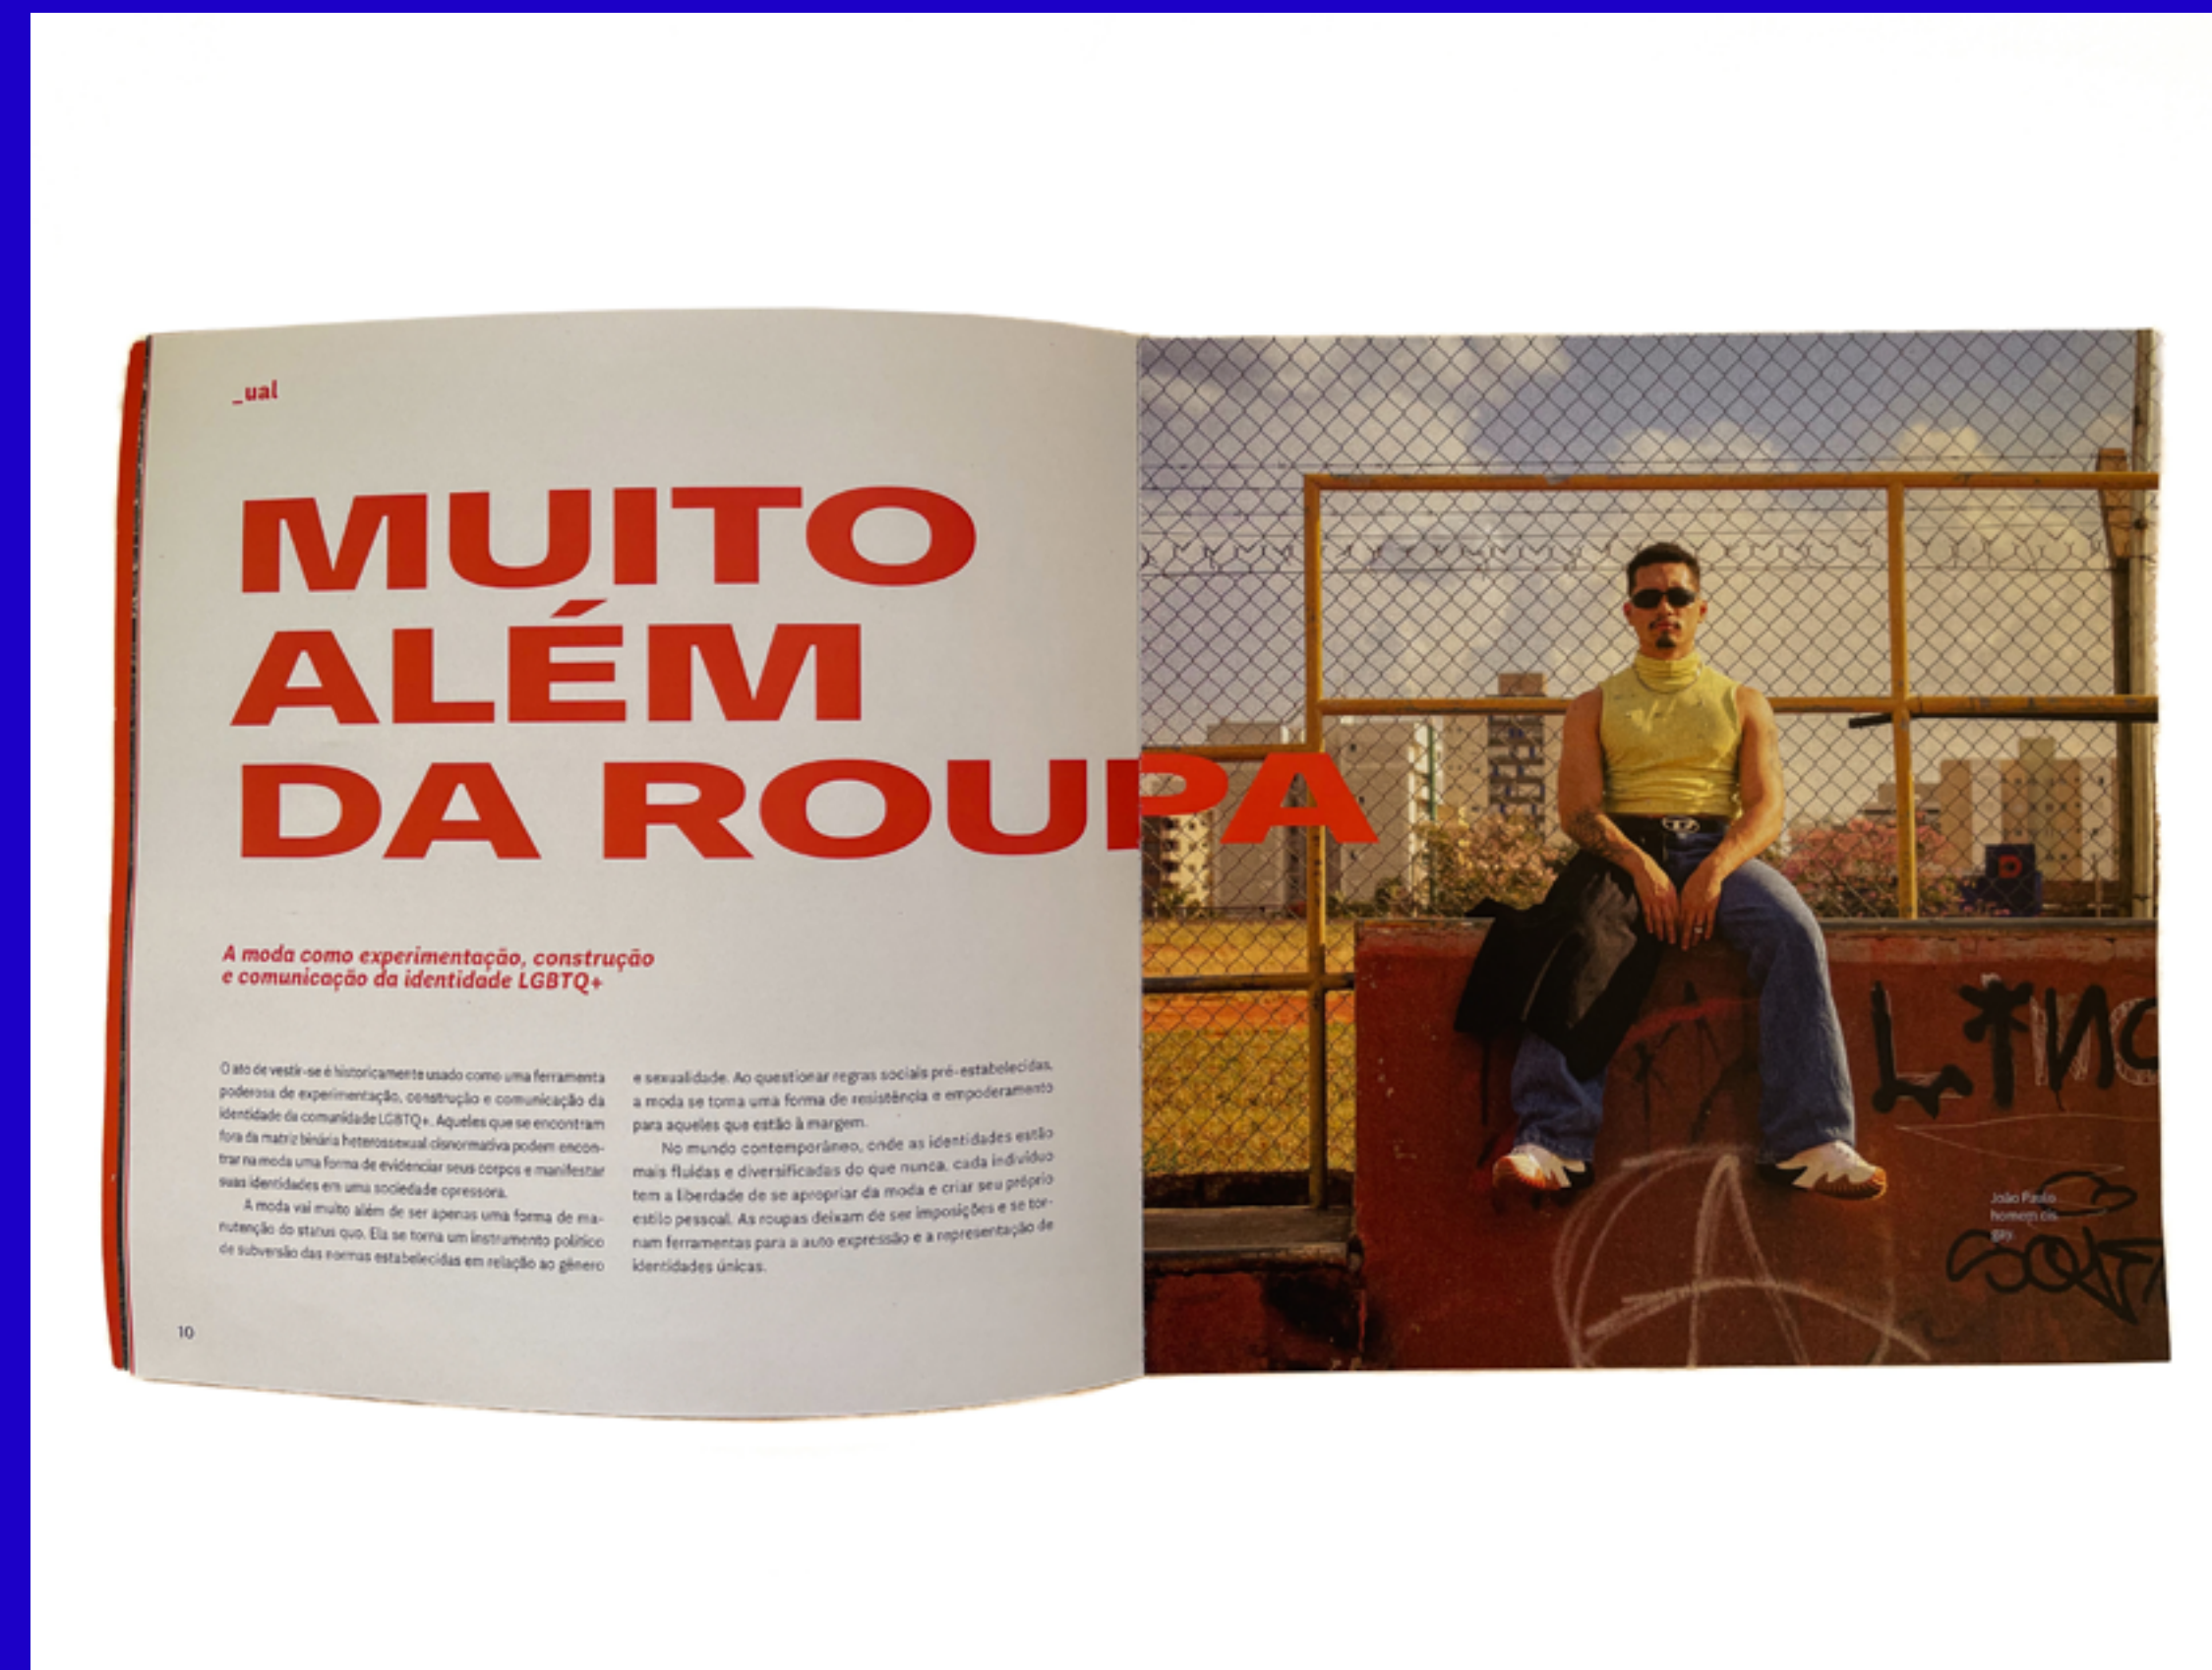 _ual
MUITO
ALÉM
DA ROUPA
A moda como experimentação, construção
e comunicação da identidade LGBTQ+
O ato de vestir-se é historicamente usado como uma ferramenta
poderosa de experimentação, construção e comunicação da
identidade da comunidade LGBTQ+. Aqueles que se encontram
fora da matriz binária heterossexual cisnormativa podem encon-
trar na moda uma forma de evidenciar seus corpos e manifestar
suas identidades em uma sociedade opressora.
A moda vai muito além de ser apenas uma forma de ma-
nutenção do status quo. Ela se torna um instrumento político
de subversão das normas estabelecidas em relação ao gênero
e sexualidade. Ao questionar regras sociais pré-estabelecidas,
a moda se torna uma forma de resistência e empoderamento
para aqueles que estão à margem.
No mundo contemporâneo, onde as identidades estão
mais fluidas e diversificadas do que nunca, cada indivíduo
tem a liberdade de se apropriar da moda e criar seu próprio
estilo pessoal. As roupas deixam de ser imposições e se tor-
nam ferramentas para a auto expressão e a representação de
identidades únicas.
10
D
LINC
João Paulo
homem cis
gay